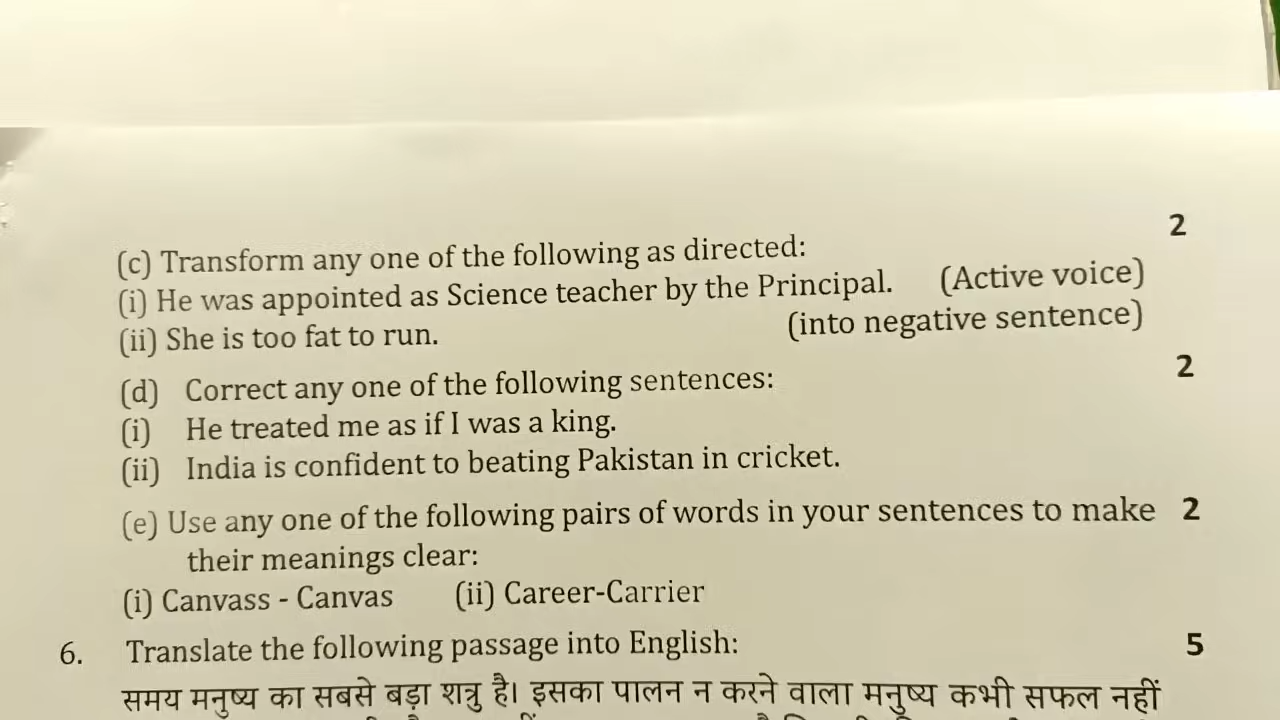 2
(c) Transform any one of the following as directed:
(i) He was appointed as Science teacher by the Principal. (Active voice)
(ii) She is too fat to run. (into negative sentence)
2
(d) Correct any one of the following sentences:
(i) He treated me as if I was a king.
(ii) India is confident to beating Pakistan in cricket.
(e) Use any one of the following pairs of words in your sentences to make 2
their meanings clear:
(i) Canvass - Canvas (ii) Career-Carrier
6. Translate the following passage into English: 5
समय मनुष्य का सबसे बड़ा शत्रु है। इसका पालन न करने वाला मनुष्य कभी सफल नहीं